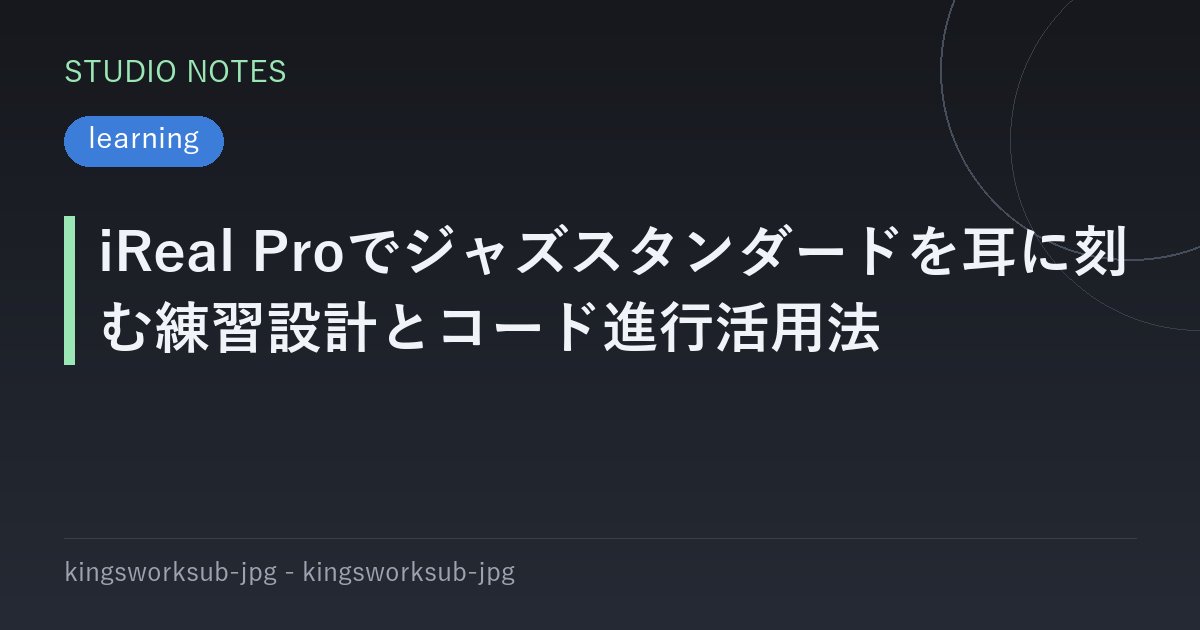 STUDIO NOTES
learning
iReal Proでジャズスタンダードを耳に刻
む練習設計とコード進行活用法
kingsworksub-jpg - kingsworksub-jpg